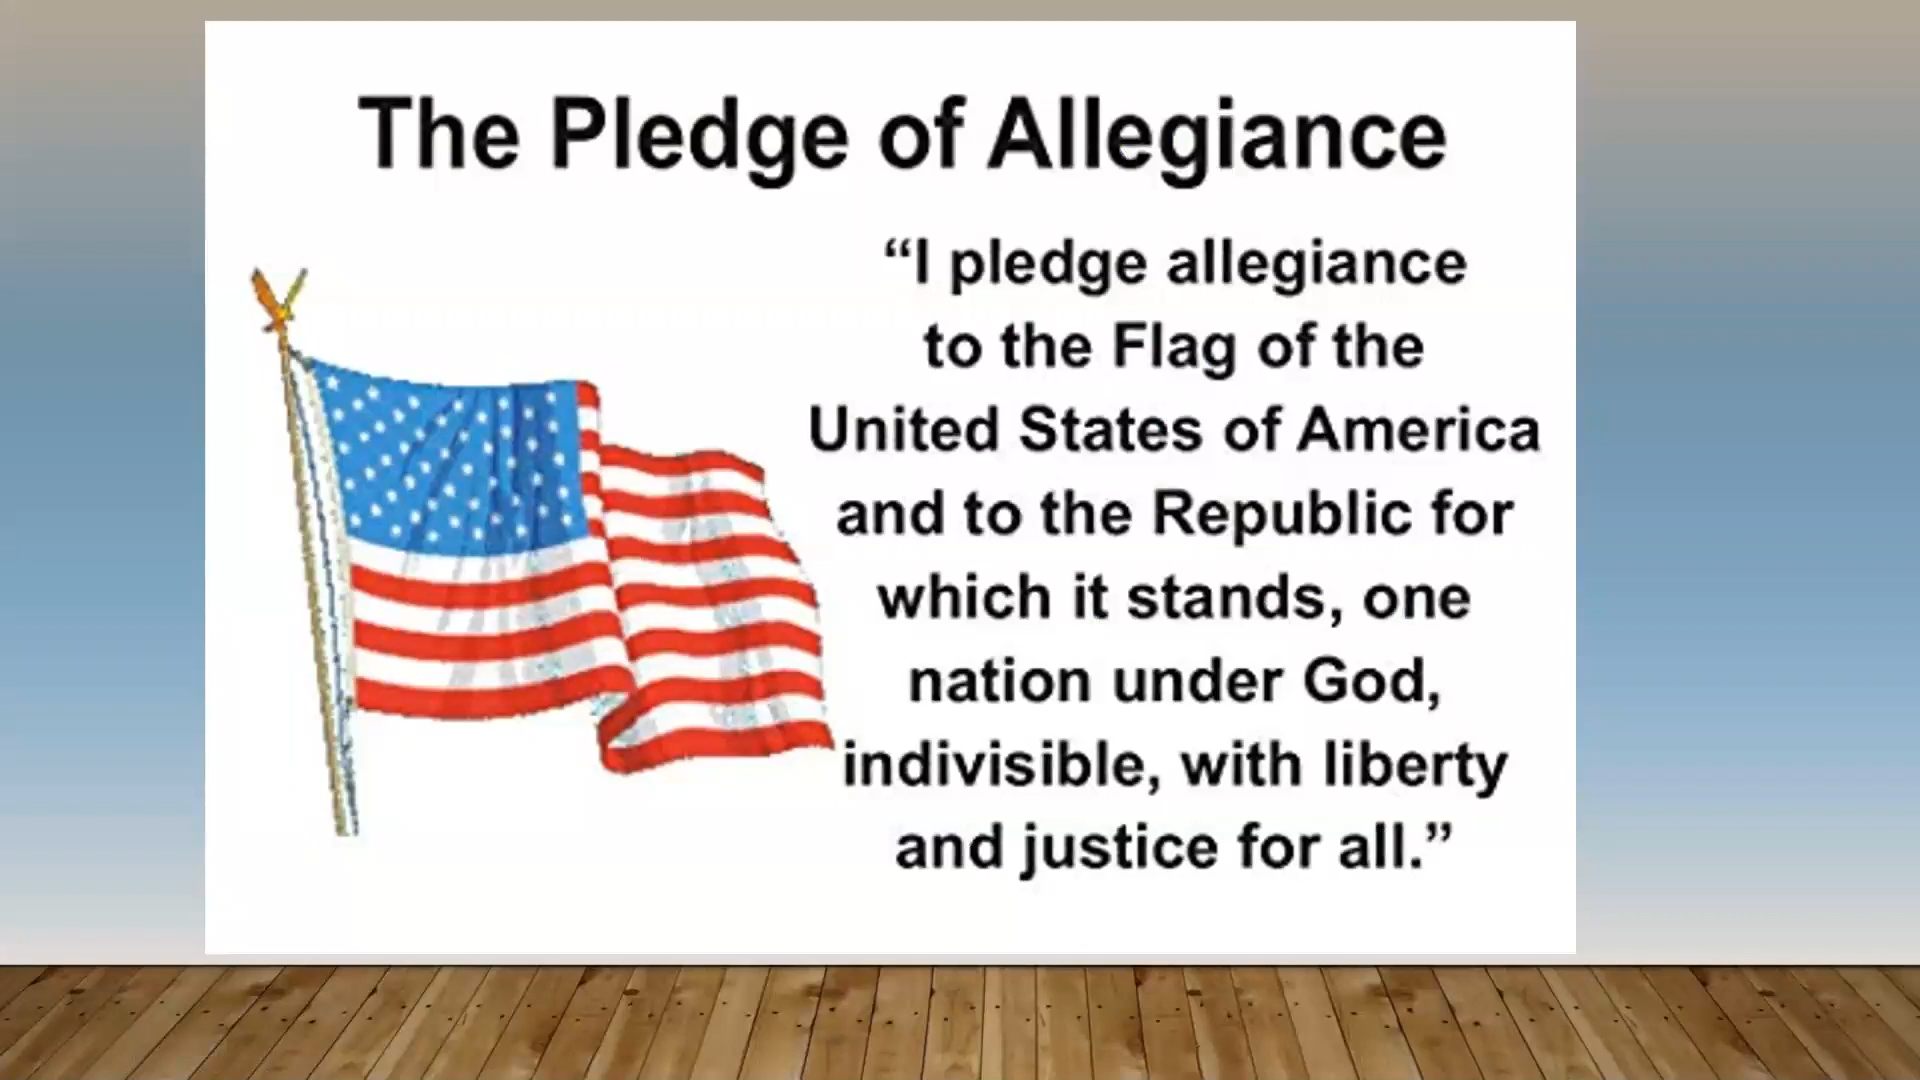 The Pledge of Allegiance
“I pledge allegiance
to the Flag of the
United States of America
and to the Republic for
which it stands, one
nation under God,
indivisible, with liberty
and justice for all.”